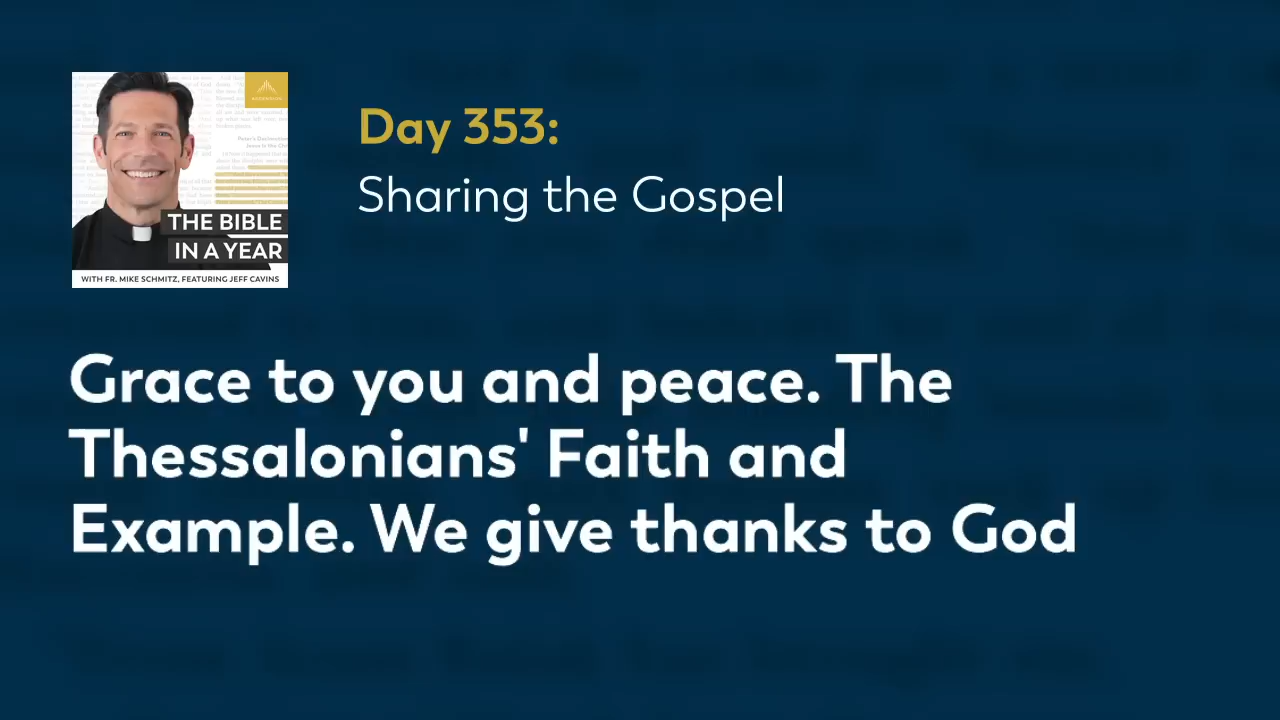 Day 353:
Sharing the Gospel
THE BIBLE
IN A YEAR
WITH FR. MIKE SCHMITZ, FEATURING JEFF CAVINS
Grace to you and peace. The
Thessalonians' Faith and
Example. We give thanks to God